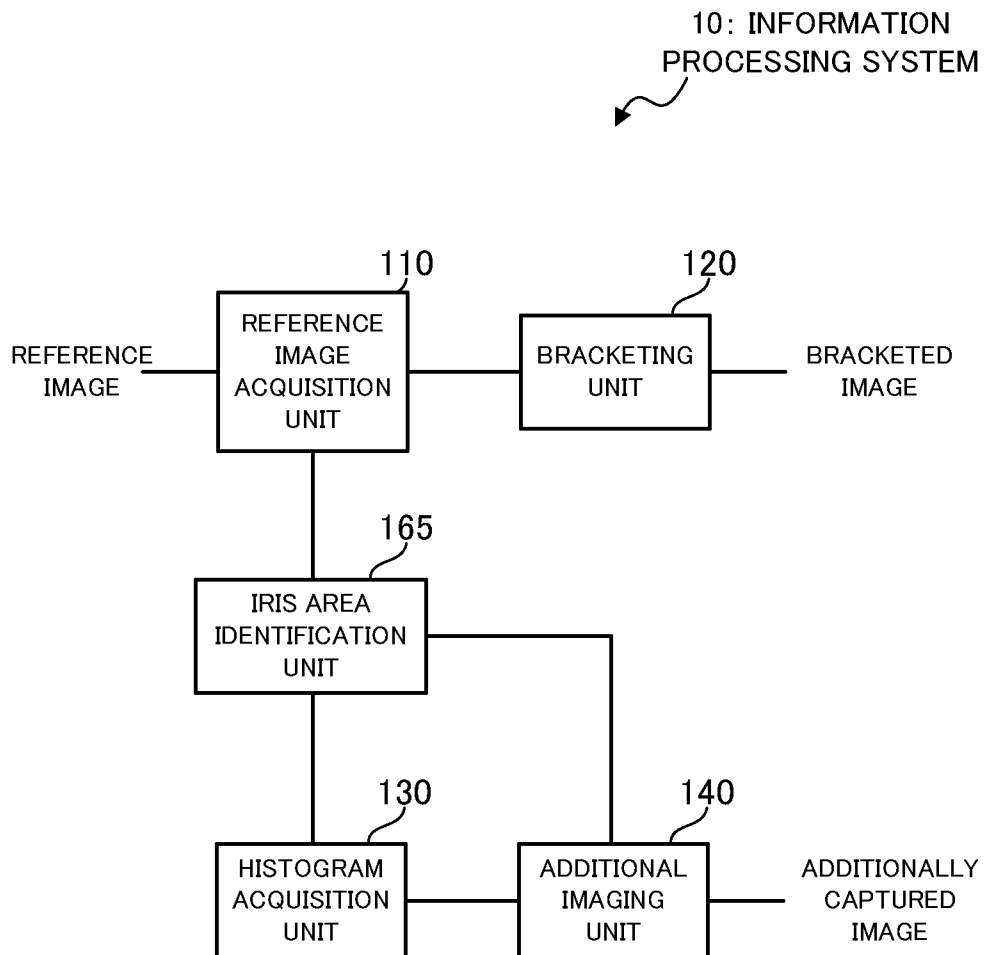 10: INFORMATION
PROCESSING SYSTEM
110
120
REFERENCE
IMAGE
REFERENCE
IMAGE
ACQUISITION
UNIT
BRACKETING
UNIT
BRACKETED
IMAGE
165
IRIS AREA
IDENTIFICATION
UNIT
130
140
HISTOGRAM
ACQUISITION
UNIT
ADDITIONAL
IMAGING
UNIT
ADDITIONALLY
CAPTURED
IMAGE